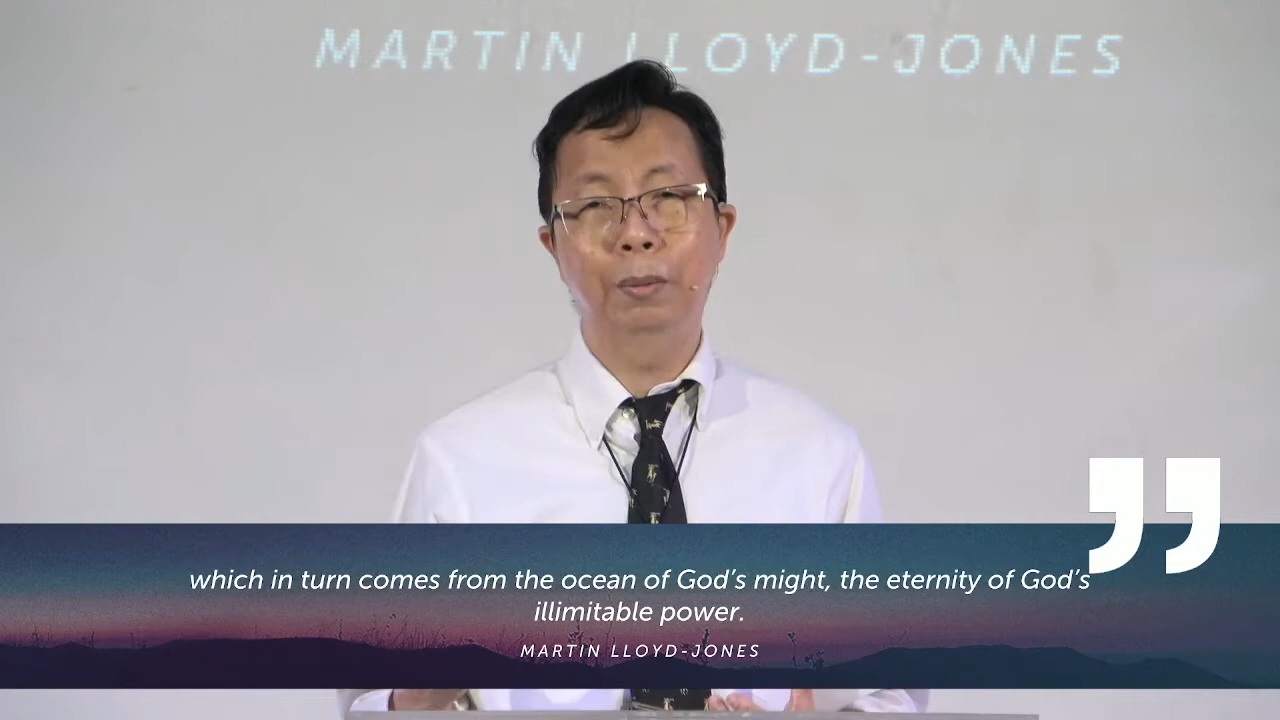 MARTIN LLOYD-JONES
which in turn comes from the ocean of God's might, the eternity of God's
illimitable power.
MARTIN LLOYD-JONES